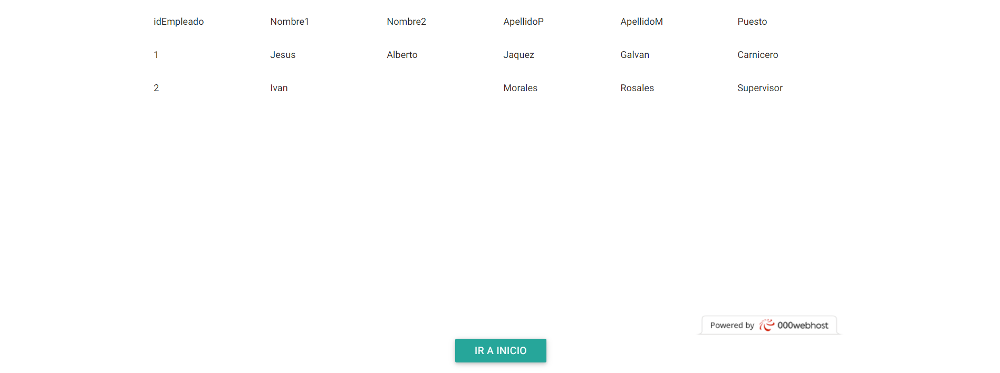 idEmpleado Nombre1 Nombre2 ApellidoP ApellidoM Puesto
1 Jesus Alberto Jaquez Galvan Carnicero
2 Ivan Morales Rosales Supervisor
Powered by 000webhost
IR A INICIO